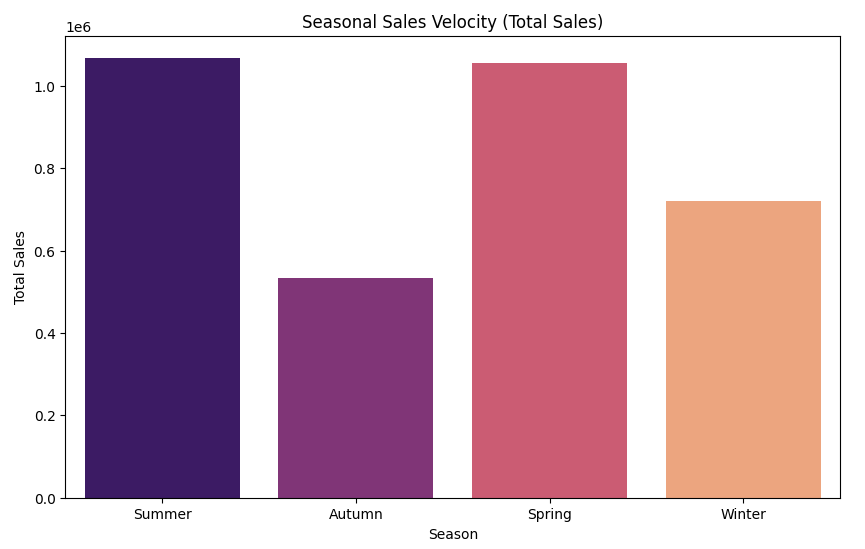 Seasonal Sales Velocity (Total Sales)
1e6
1.0
0.8
0.6
0.4
0.2
0.0
Total Sales
Summer Autumn Spring Winter
Season